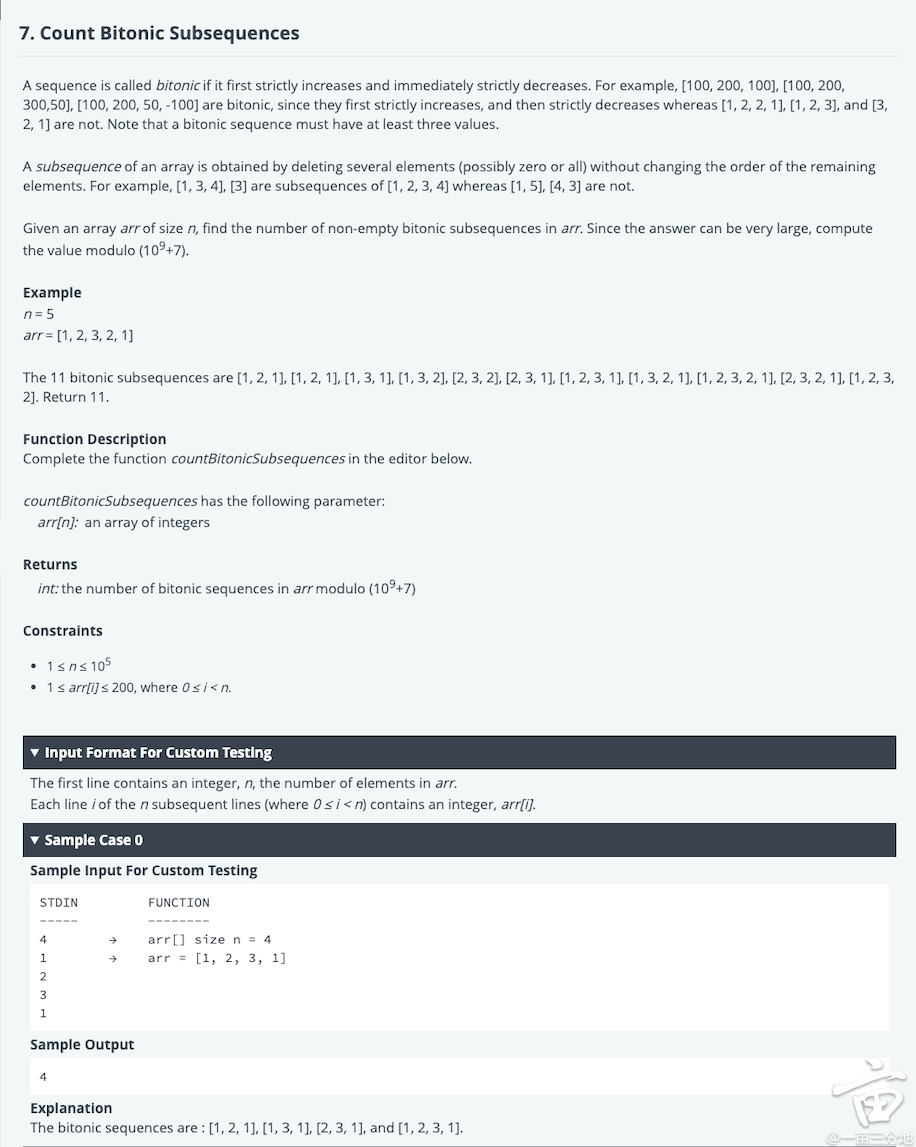 7. Count Bitonic Subsequences
A sequence is called bitonic if it first strictly increases and immediately strictly decreases. For example, [100, 200, 100], [100, 200,
300,50], [100, 200, 50, -100] are bitonic, since they first strictly increases, and then strictly decreases whereas [1, 2, 2, 1], [1, 2, 3], and [3,
2, 1] are not. Note that a bitonic sequence must have at least three values.
A subsequence of an array is obtained by deleting several elements (possibly zero or all) without changing the order of the remaining
elements. For example, [1, 3, 4], [3] are subsequences of [1, 2, 3, 4] whereas [1, 5], [4, 3] are not.
Given an array arr of size n, find the number of non-empty bitonic subsequences in arr. Since the answer can be very large, compute
the value modulo (10⁹+7).
Example
n = 5
arr = [1, 2, 3, 2, 1]
The 11 bitonic subsequences are [1, 2, 1], [1, 2, 1], [1, 3, 1], [1, 3, 2], [2, 3, 2], [2, 3, 1], [1, 2, 3, 1], [1, 3, 2, 1], [1, 2, 3, 2, 1], [2, 3, 2, 1], [1, 2, 3,
2]. Return 11.
Function Description
Complete the function countBitonicSubsequences in the editor below.
countBitonicSubsequences has the following parameter:
arr[n]: an array of integers
Returns
int: the number of bitonic sequences in arr modulo (10⁹+7)
Constraints
• 1 ≤ n ≤ 10⁵
• 1 ≤ arr[i] ≤ 200, where 0 ≤ i < n.
▼ Input Format For Custom Testing
The first line contains an integer, n, the number of elements in arr.
Each line i of the n subsequent lines (where 0 ≤ i < n) contains an integer, arr[i].
▼ Sample Case 0
Sample Input For Custom Testing
STDIN FUNCTION
----- --------
4 → arr[] size n = 4
1 → arr = [1, 2, 3, 1]
2
3
1
Sample Output
4
Explanation
The bitonic sequences are : [1, 2, 1], [1, 3, 1], [2, 3, 1], and [1, 2, 3, 1].
@一亩三分地